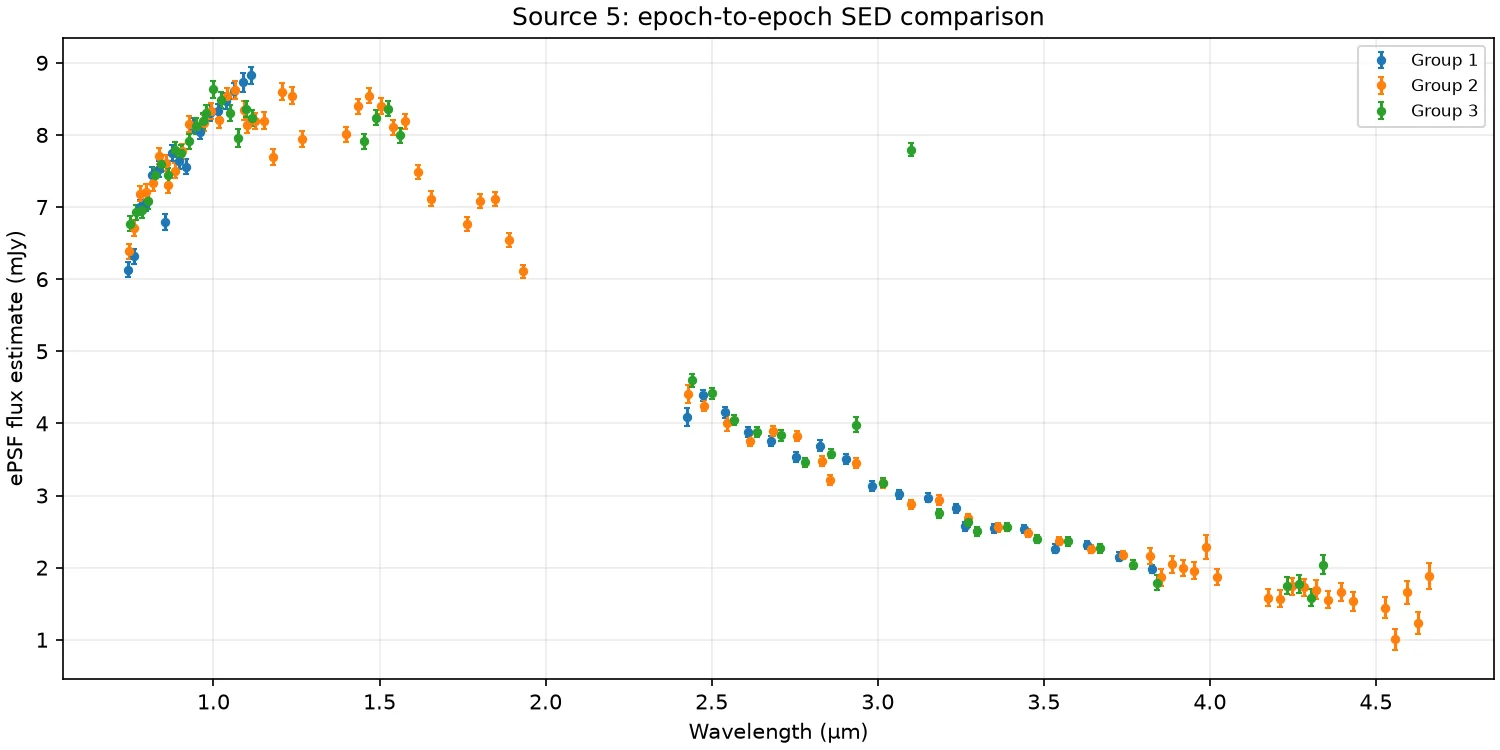 Source 5: epoch-to-epoch SED comparison
Group 1
Group 2
Group 3
ePSF flux estimate (mJy)
9
8
7
6
5
4
3
2
1
1.0 1.5 2.0 2.5 3.0 3.5 4.0 4.5
Wavelength (μm)